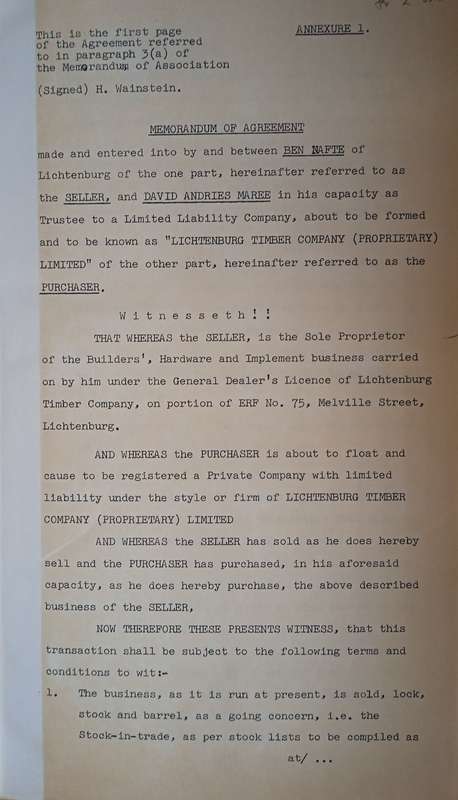 This is the first page
of the Agreement referred
to in paragraph 3(a) of
the Memorandum of Association
(Signed) H. Wainstein.
ANNEXURE 1.
MEMORANDUM OF AGREEMENT
made and entered into by and between BEN NAFTE of
Lichtenburg of the one part, hereinafter referred to as
the SELLER, and DAVID ANDRIES MAREE in his capacity as
Trustee to a Limited Liability Company, about to be formed
and to be known as "LICHTENBURG TIMBER COMPANY (PROPRIETARY)
LIMITED" of the other part, hereinafter referred to as the
PURCHASER.
W i t n e s s e t h ! !
THAT WHEREAS the SELLER, is the Sole Proprietor
of the Builders', Hardware and Implement business carried
on by him under the General Dealer's Licence of Lichtenburg
Timber Company, on portion of ERF No. 75, Melville Street,
Lichtenburg.
AND WHEREAS the PURCHASER is about to float and
cause to be registered a Private Company with limited
liability under the style or firm of LICHTENBURG TIMBER
COMPANY (PROPRIETARY) LIMITED
AND WHEREAS the SELLER has sold as he does hereby
sell and the PURCHASER has purchased, in his aforesaid
capacity, as he does hereby purchase, the above described
business of the SELLER,
NOW THEREFORE THESE PRESENTS WITNESS, that this
transaction shall be subject to the following terms and
conditions to wit:-
1. The business, as it is run at present, is sold, lock,
stock and barrel, as a going concern, i.e. the
Stock-in-trade, as per stock lists to be compiled as
at/ ...